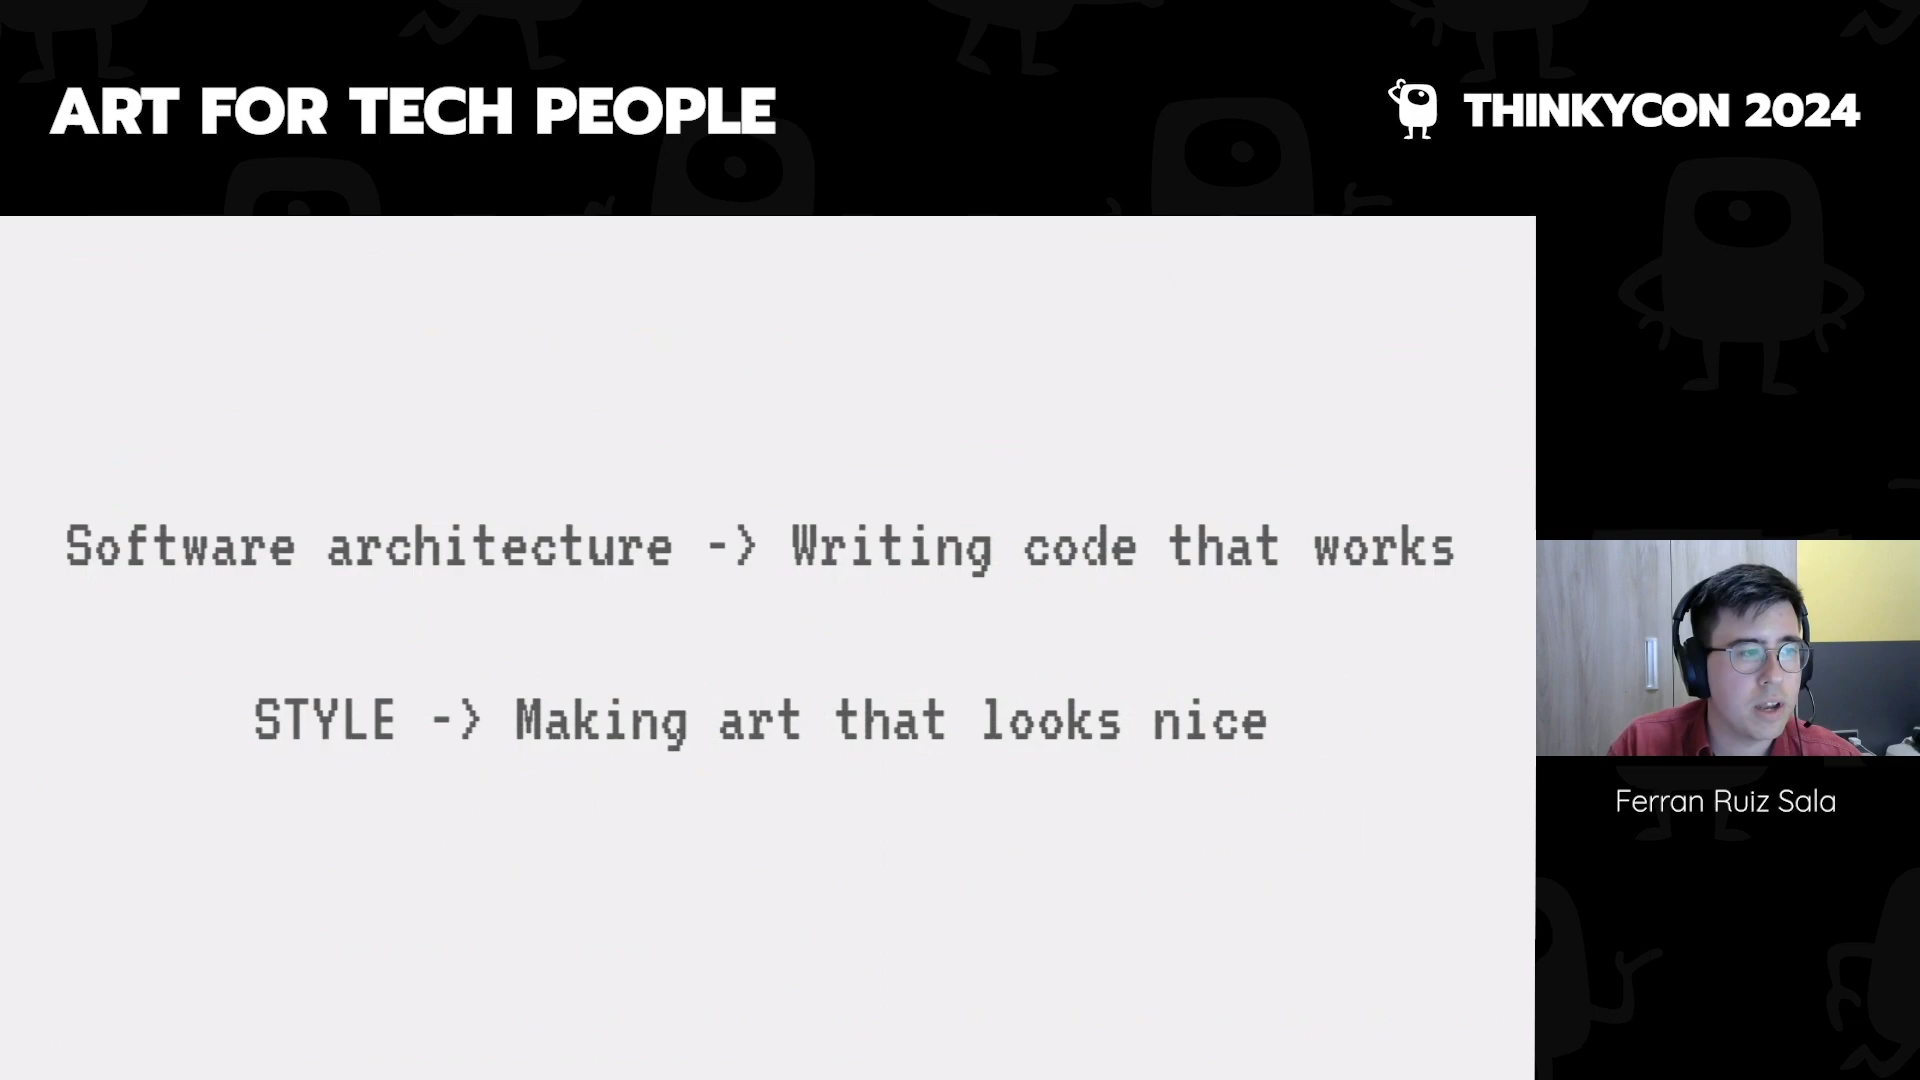 ART FOR TECH PEOPLE
THINKYCON 2024
Software architecture -> Writing code that works
STYLE -> Making art that looks nice
Ferran Ruiz Sala